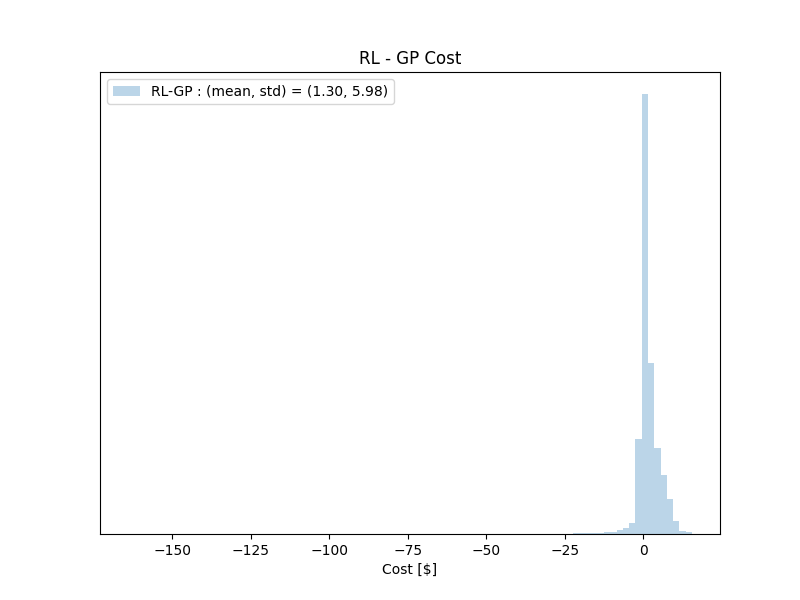 RL - GP Cost
RL-GP : (mean, std) = (1.30, 5.98)
−150 −125 −100 −75 −50 −25 0
Cost [$]